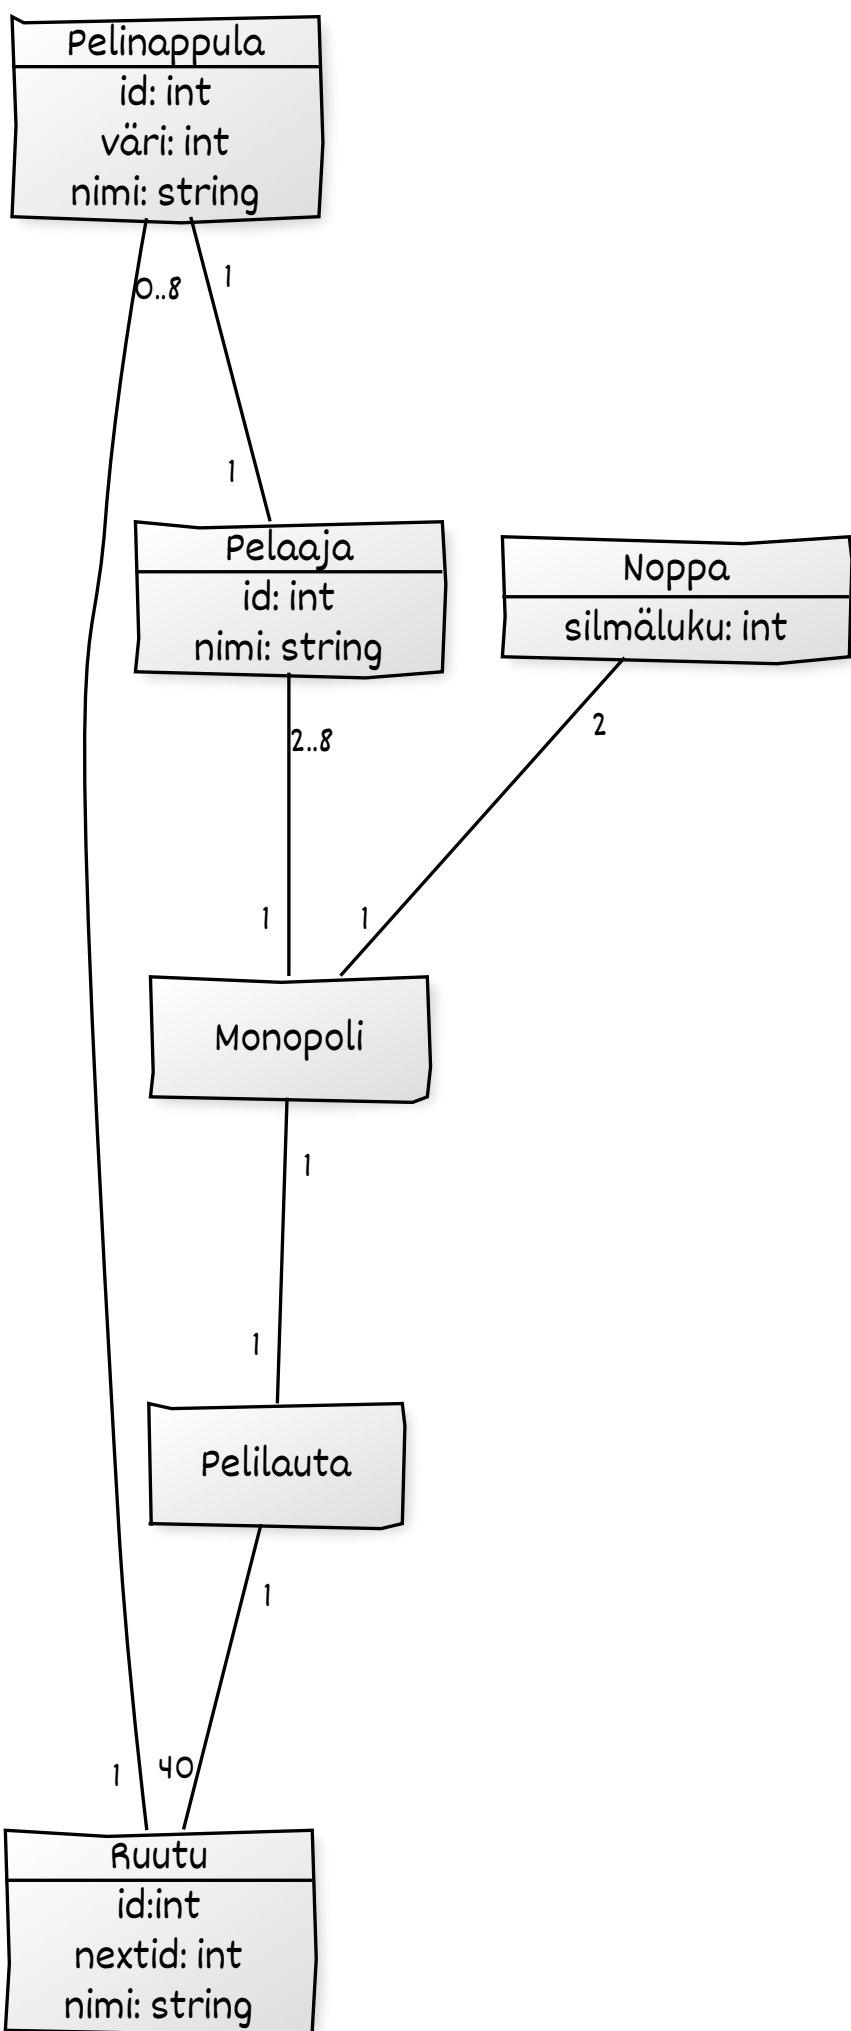 Pelinappula
id: int
väri: int
nimi: string
0..8
1
1
Pelaaja
id: int
nimi: string
Noppa
silmäluku: int
2..8
2
1
1
Monopoli
1
1
Pelilauta
1
1
40
Ruutu
id:int
nextid: int
nimi: string